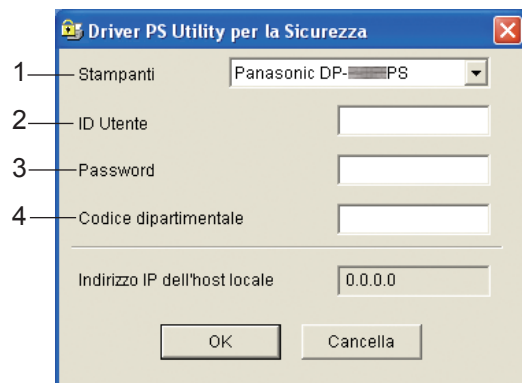 Driver PS Utility per la Sicurezza
1 Stampanti Panasonic DP- PS
2 ID Utente
3 Password
4 Codice dipartimentale
Indirizzo IP dell'host locale 0.0.0.0
OK Cancella